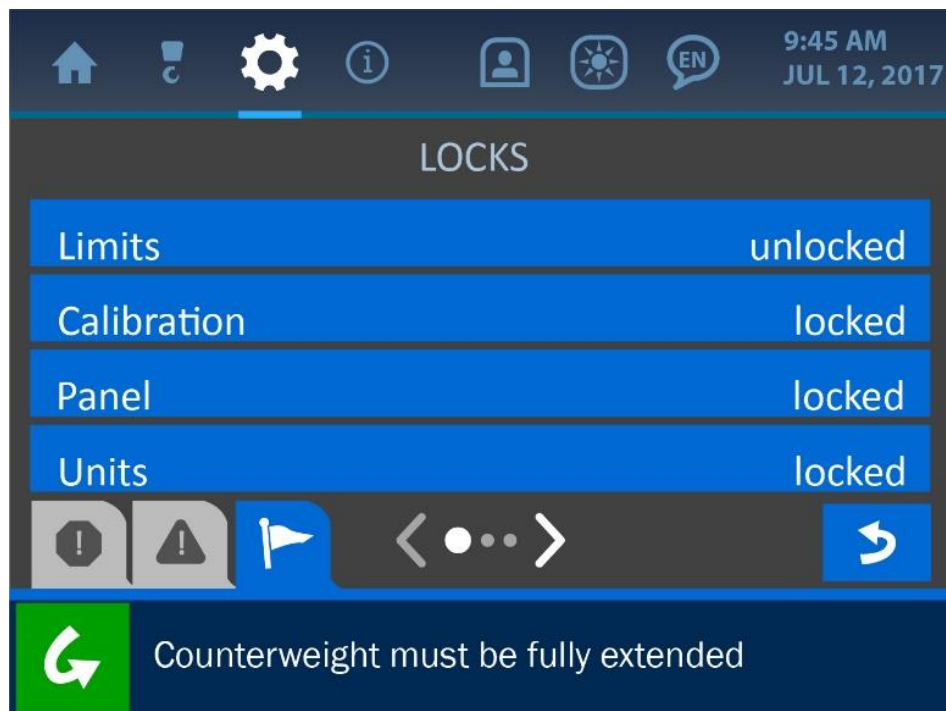 EN
9:45 AM
JUL 12, 2017
LOCKS
Limits unlocked
Calibration locked
Panel locked
Units locked
Counterweight must be fully extended